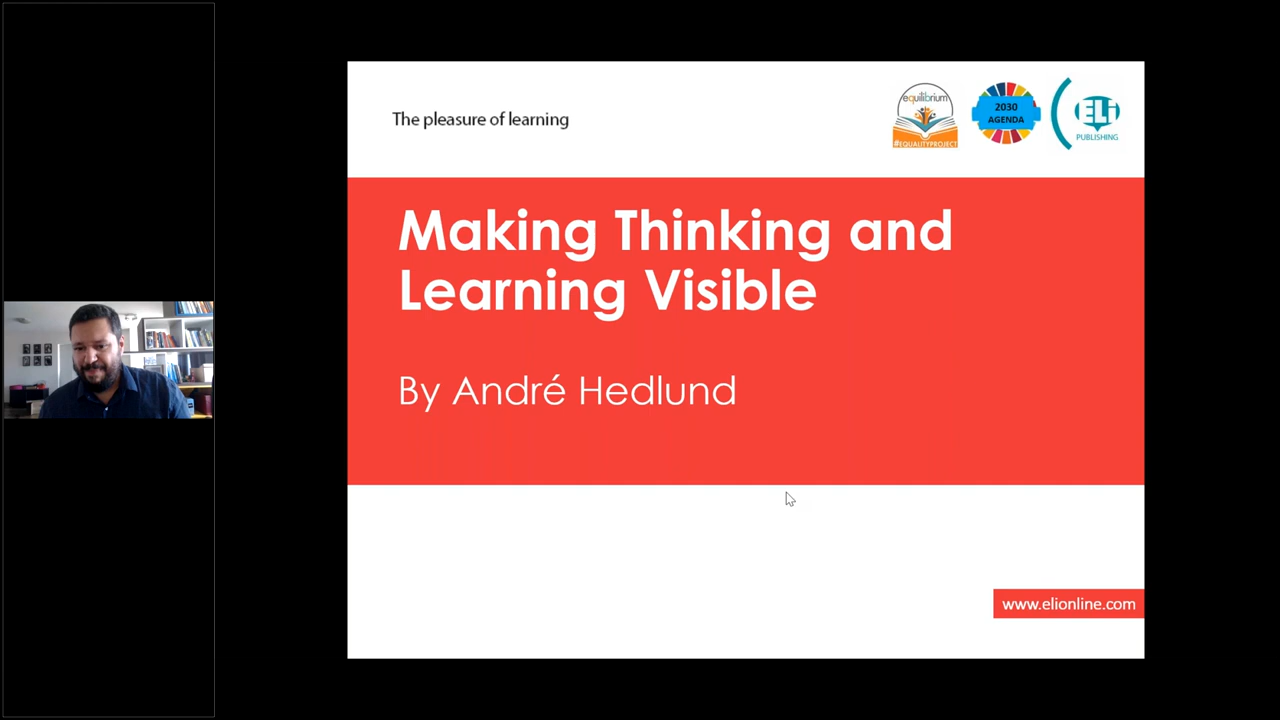 The pleasure of learning
equilibrium
#EQUALITYPROJECT
2030
AGENDA
ELi
PUBLISHING
Making Thinking and
Learning Visible
By André Hedlund
www.elionline.com